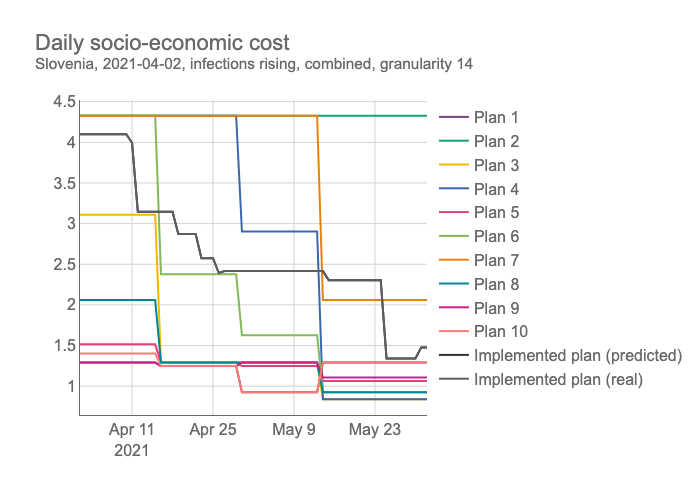 Daily socio-economic cost
Slovenia, 2021-04-02, infections rising, combined, granularity 14
4.5
4
3.5
3
2.5
2
1.5
1
Apr 11
2021
Apr 25
May 9
May 23
Plan 1
Plan 2
Plan 3
Plan 4
Plan 5
Plan 6
Plan 7
Plan 8
Plan 9
Plan 10
Implemented plan (predicted)
Implemented plan (real)